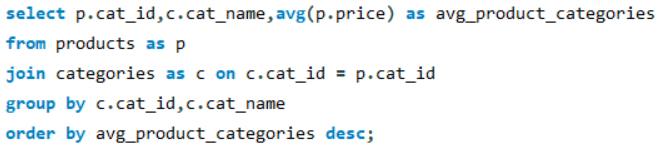 select p.cat_id,c.cat_name,avg(p.price) as avg_product_categories
from products as p
join categories as c on c.cat_id = p.cat_id
group by c.cat_id,c.cat_name
order by avg_product_categories desc;